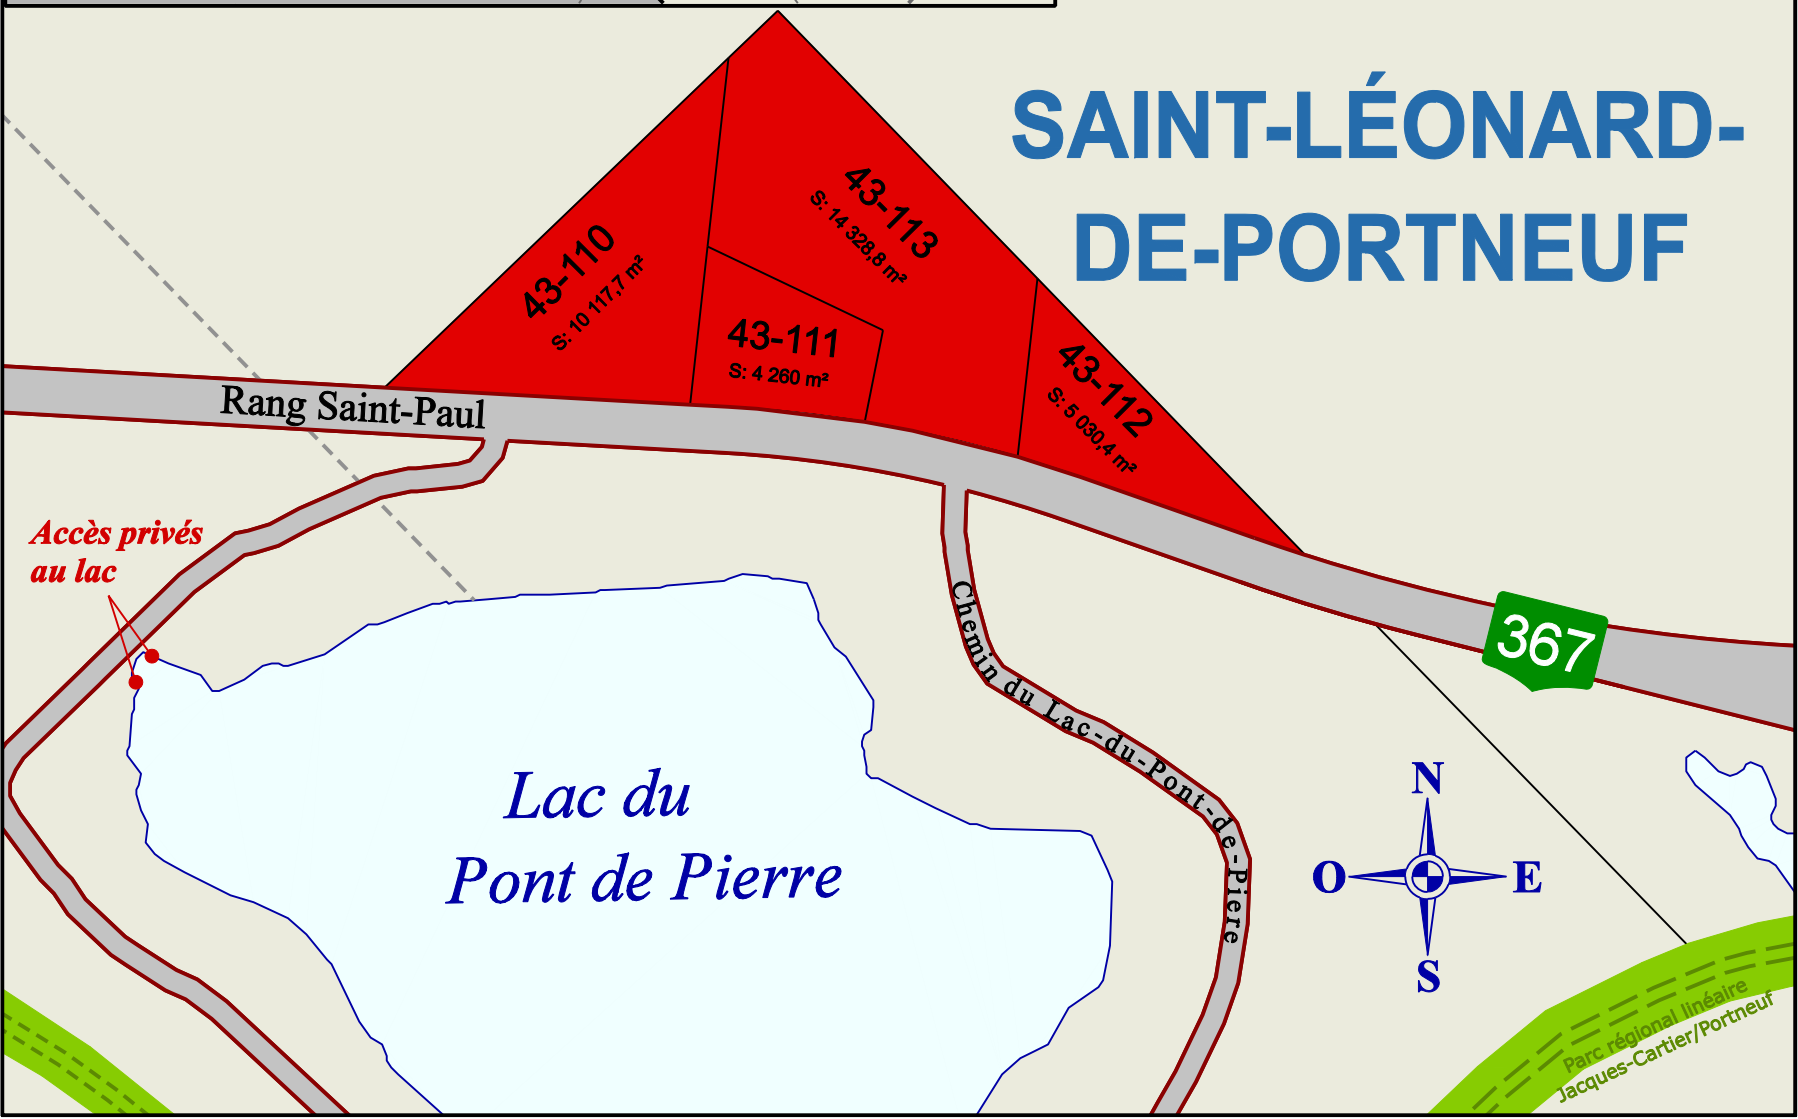 SAINT-LÉONARD-
DE-PORTNEUF
43-110
S: 10 117,7 m²
43-113
S: 14 328,8 m²
43-111
S: 4 260 m²
43-112
S: 5 030,4 m²
Rang Saint-Paul
Accès privés
au lac
367
Chemin du Lac-du-Pont-de-Piere
Lac du
Pont de Pierre
N
O
E
S
Parc régional linéaire
Jacques-Cartier/Portneuf